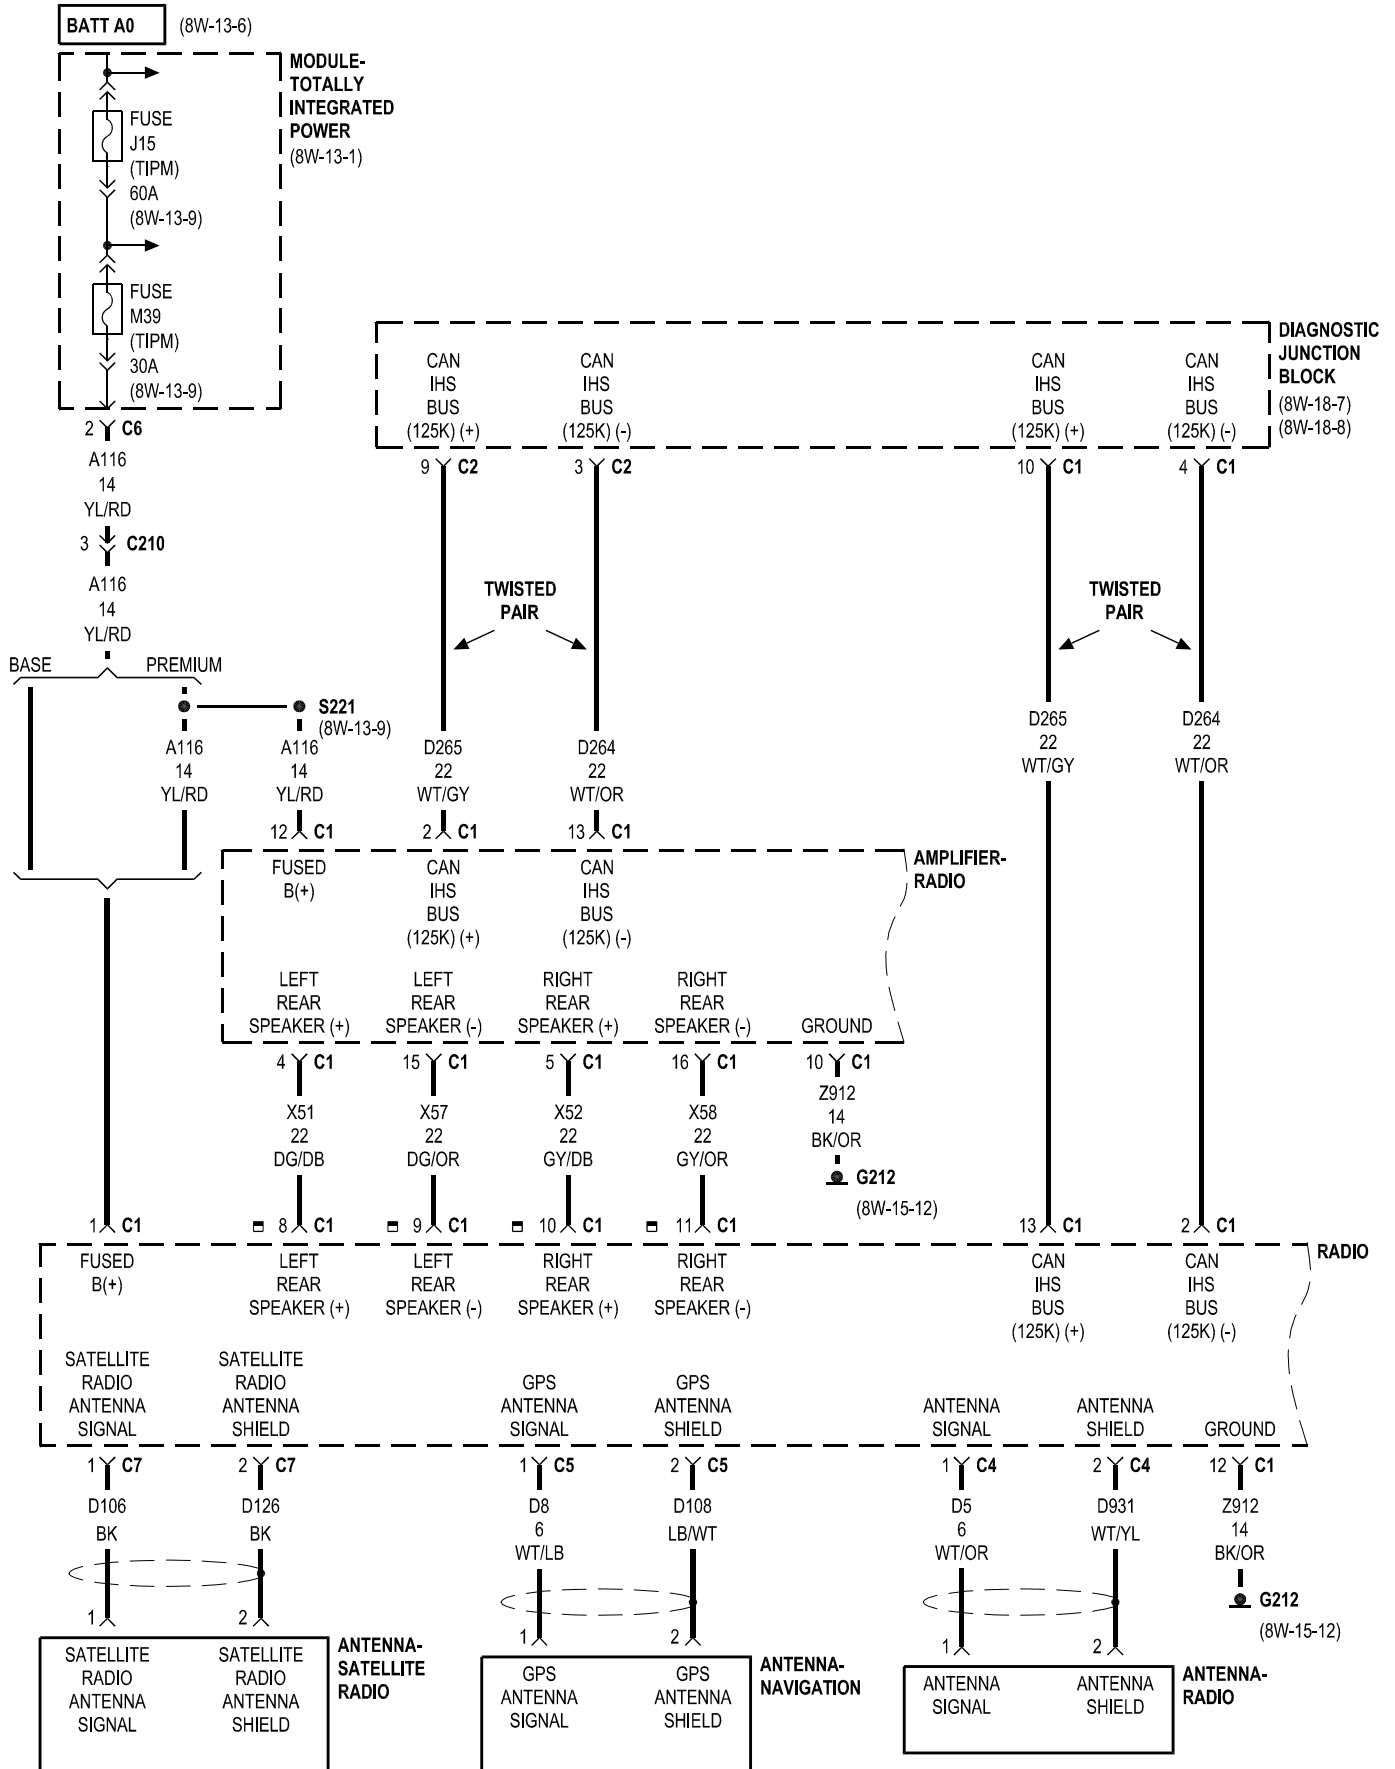 BATT A0 (8W-13-6)
MODULE-
TOTALLY
INTEGRATED
POWER
(8W-13-1)
FUSE
J15
(TIPM)
60A
(8W-13-9)
FUSE
M39
(TIPM)
30A
(8W-13-9)
2 C6
A116
14
YL/RD
3 C210
A116
14
YL/RD
BASE PREMIUM
S221
(8W-13-9)
A116
14
YL/RD
A116
14
YL/RD
12 C1
DIAGNOSTIC
JUNCTION
BLOCK
(8W-18-7)
(8W-18-8)
CAN
IHS
BUS
(125K) (+)
CAN
IHS
BUS
(125K) (-)
CAN
IHS
BUS
(125K) (+)
CAN
IHS
BUS
(125K) (-)
9 C2
3 C2
10 C1
4 C1
TWISTED
PAIR
TWISTED
PAIR
D265
22
WT/GY
D264
22
WT/OR
D265
22
WT/GY
D264
22
WT/OR
2 C1
13 C1
AMPLIFIER-
RADIO
FUSED
B(+)
CAN
IHS
BUS
(125K) (+)
CAN
IHS
BUS
(125K) (-)
LEFT
REAR
SPEAKER (+)
LEFT
REAR
SPEAKER (-)
RIGHT
REAR
SPEAKER (+)
RIGHT
REAR
SPEAKER (-)
GROUND
4 C1
15 C1
5 C1
16 C1
10 C1
X51
22
DG/DB
X57
22
DG/OR
X52
22
GY/DB
X58
22
GY/OR
Z912
14
BK/OR
G212
(8W-15-12)
1 C1
8 C1
9 C1
10 C1
11 C1
13 C1
2 C1
RADIO
FUSED
B(+)
LEFT
REAR
SPEAKER (+)
LEFT
REAR
SPEAKER (-)
RIGHT
REAR
SPEAKER (+)
RIGHT
REAR
SPEAKER (-)
CAN
IHS
BUS
(125K) (+)
CAN
IHS
BUS
(125K) (-)
SATELLITE
RADIO
ANTENNA
SIGNAL
SATELLITE
RADIO
ANTENNA
SHIELD
GPS
ANTENNA
SIGNAL
GPS
ANTENNA
SHIELD
ANTENNA
SIGNAL
ANTENNA
SHIELD
GROUND
1 C7
2 C7
1 C5
2 C5
1 C4
2 C4
12 C1
D106
BK
D126
BK
D8
6
WT/LB
D108
LB/WT
D5
6
WT/OR
D931
WT/YL
Z912
14
BK/OR
G212
(8W-15-12)
1
2
1
2
1
2
SATELLITE
RADIO
ANTENNA
SIGNAL
SATELLITE
RADIO
ANTENNA
SHIELD
ANTENNA-
SATELLITE
RADIO
GPS
ANTENNA
SIGNAL
GPS
ANTENNA
SHIELD
ANTENNA-
NAVIGATION
ANTENNA
SIGNAL
ANTENNA
SHIELD
ANTENNA-
RADIO